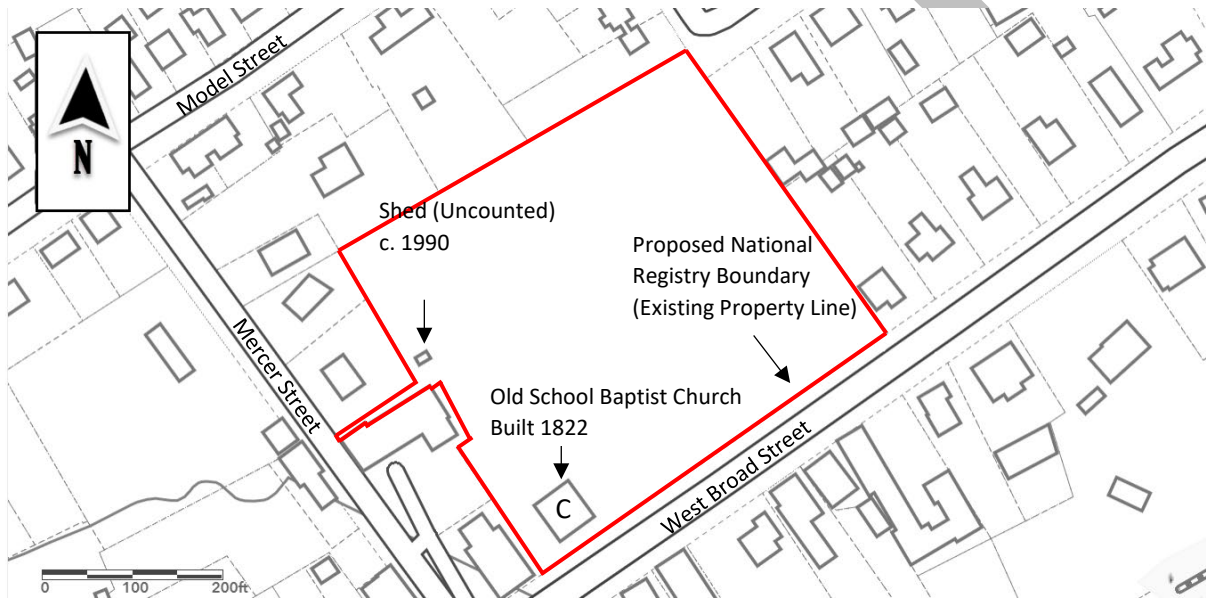 Model Street
N
Shed (Uncounted)
c. 1990
Proposed National
Registry Boundary
(Existing Property Line)
Mercer Street
Old School Baptist Church
Built 1822
C
West Broad Street
0 100 200ft